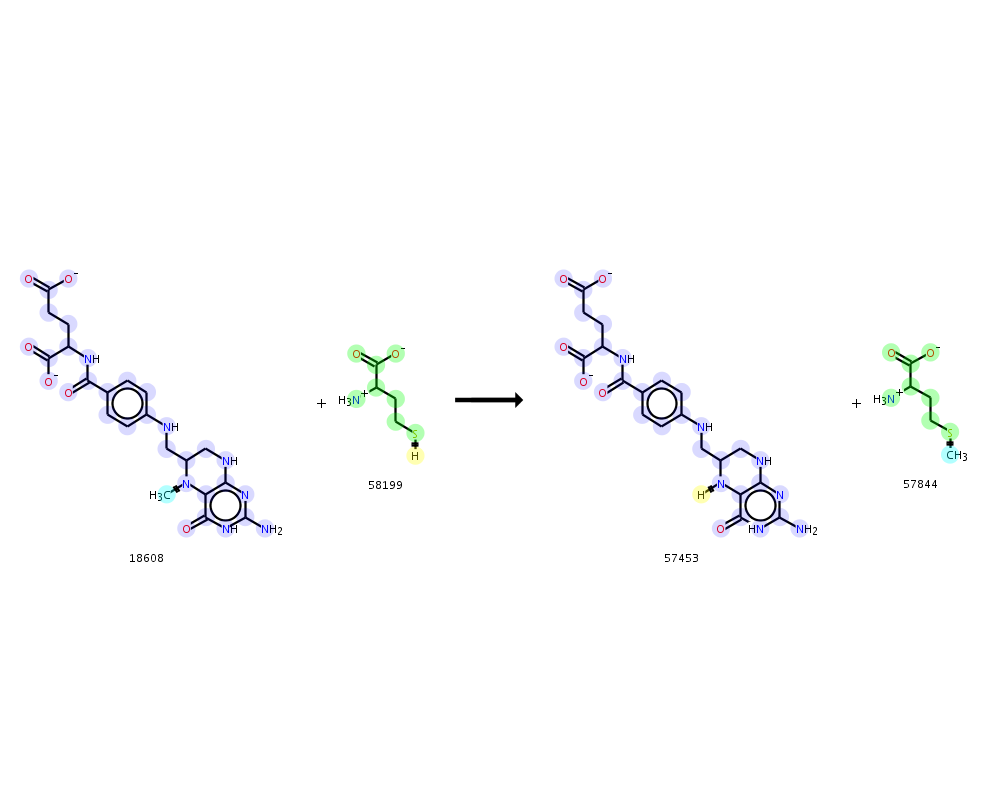 O O⁻
O
NH
O⁻
O
NH
NH
H₃C N
N
O NH NH₂
18608
+
O O⁻
H₃N⁺
S
H
58199
O O⁻
O
NH
O⁻
O
NH
NH
H N
N
O HN NH₂
57453
+
O O⁻
H₃N⁺
S
CH₃
57844